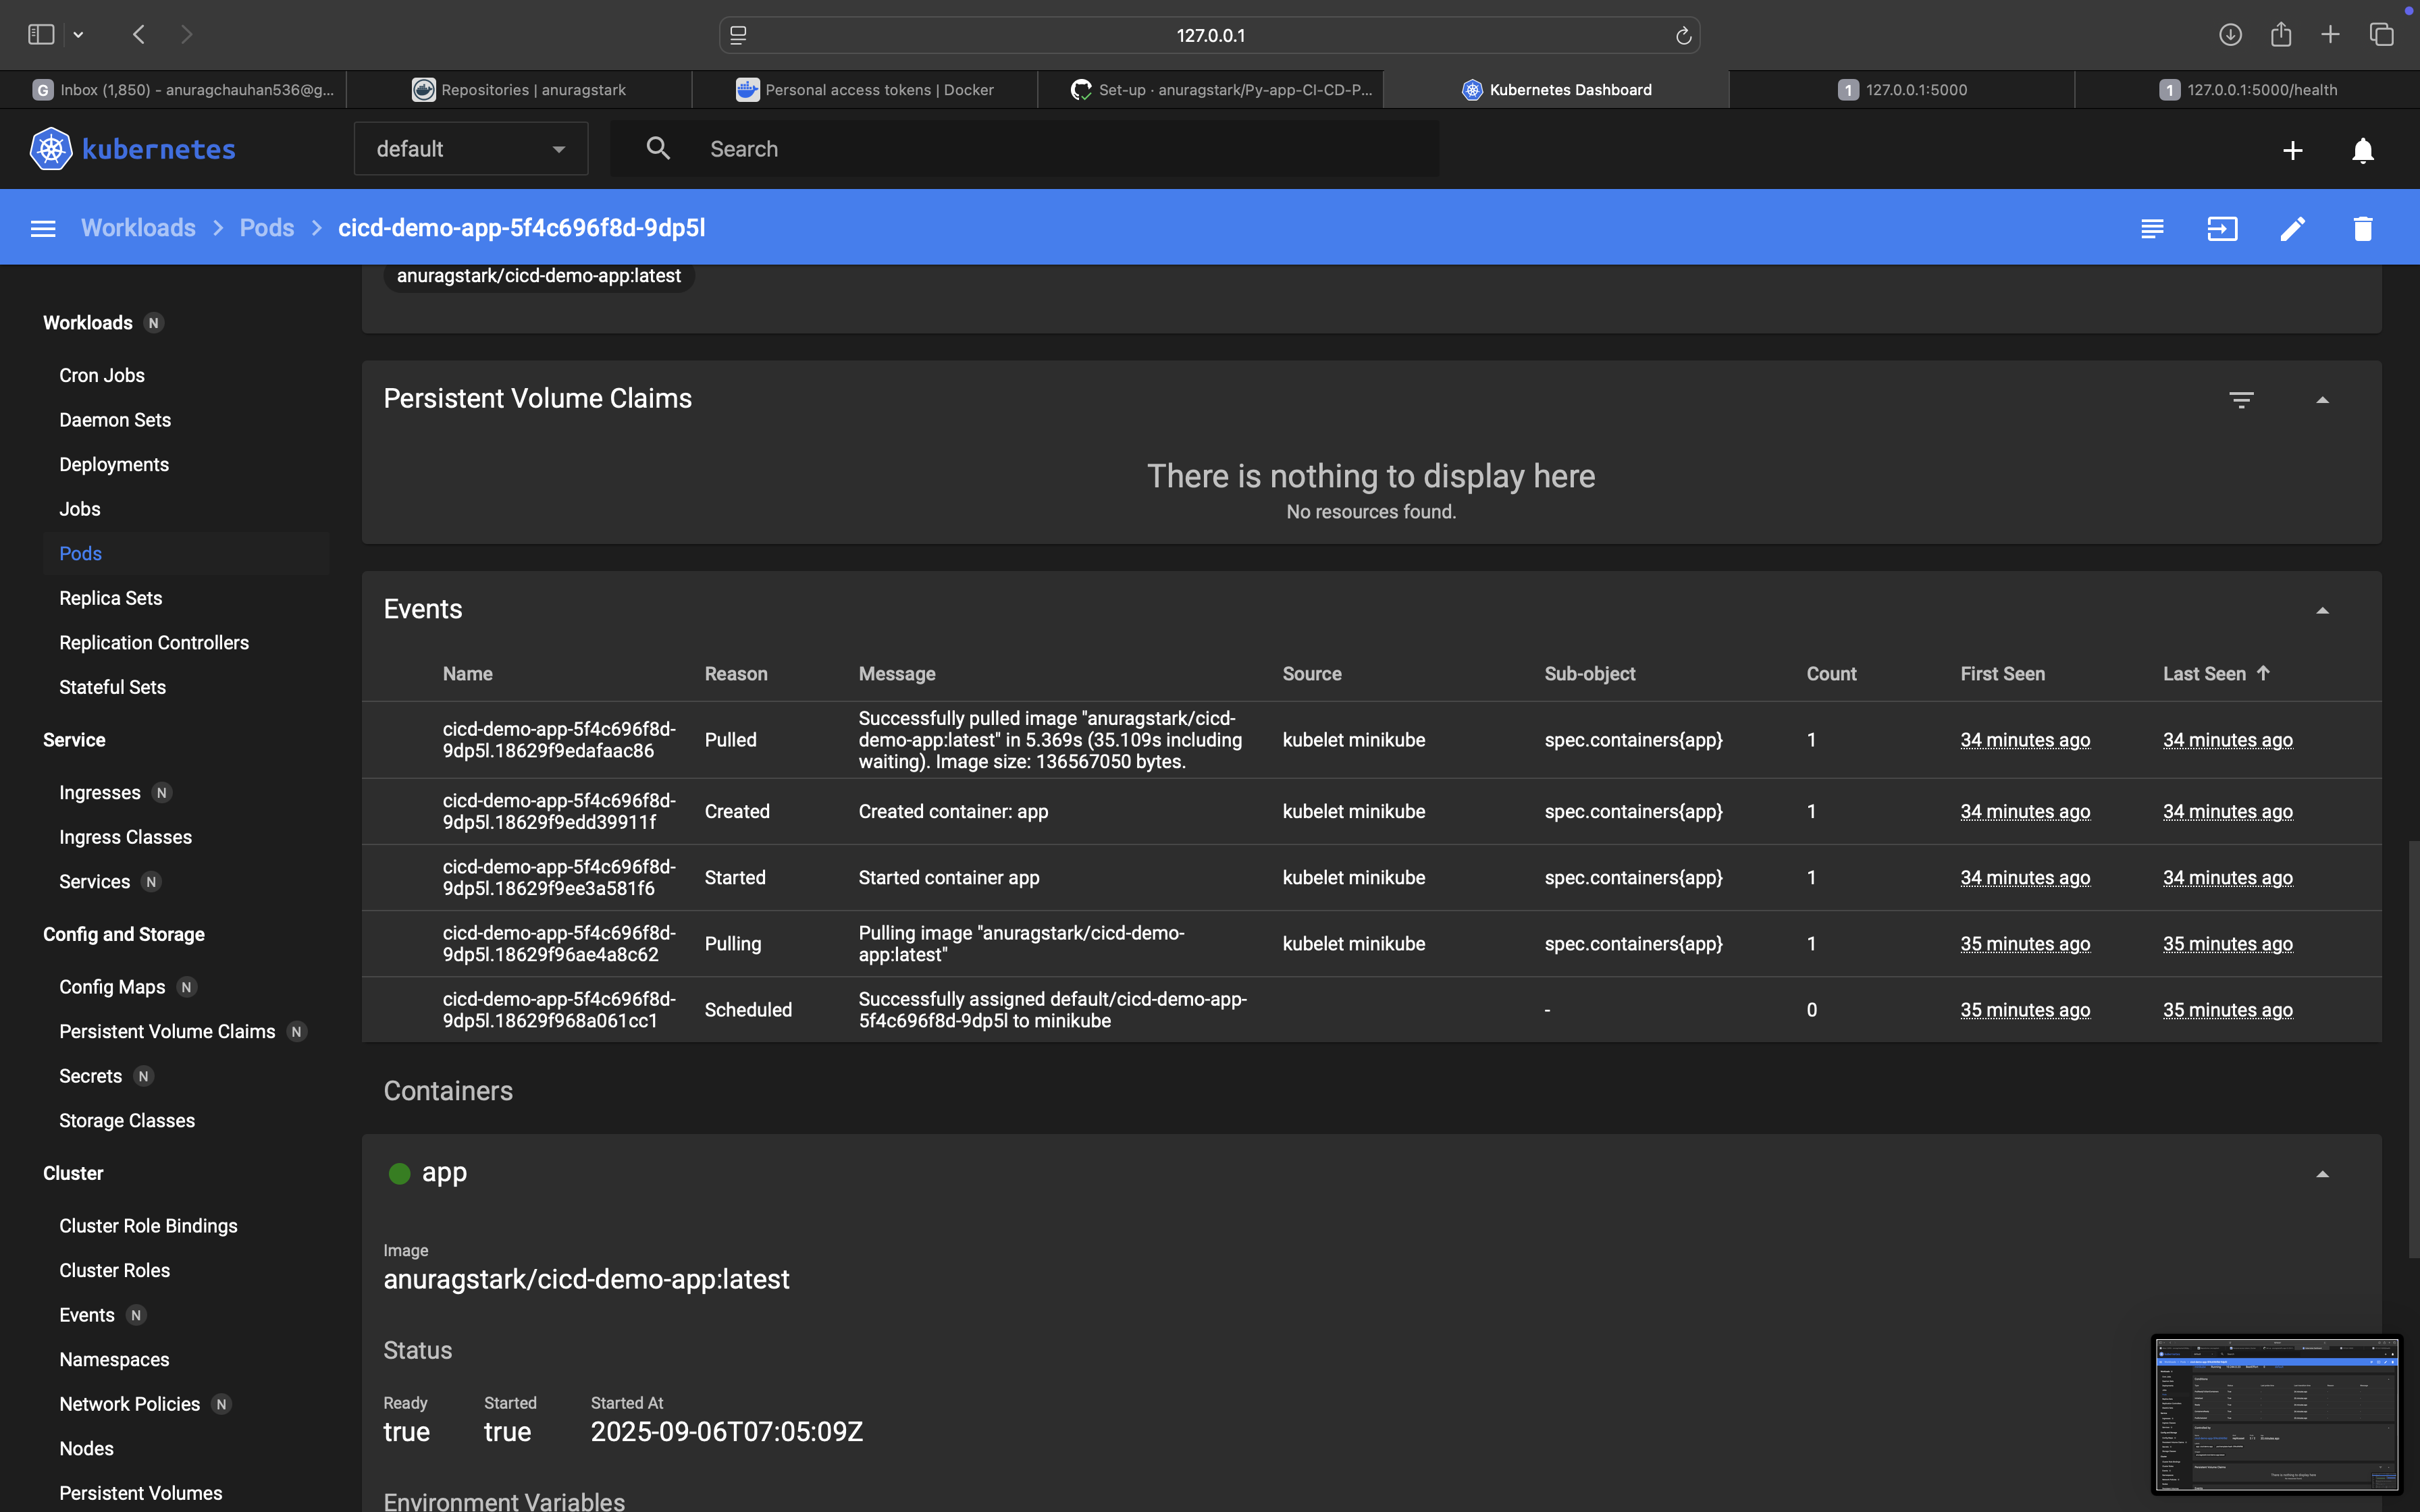 127.0.0.1
G Inbox (1,850) - anuragchauhan536@g...
Repositories | anuragstark
Personal access tokens | Docker
Set-up · anuragstark/Py-app-CI-CD-P...
Kubernetes Dashboard
1 127.0.0.1:5000
1 127.0.0.1:5000/health
kubernetes
default
Search
Workloads > Pods > cicd-demo-app-5f4c696f8d-9dp5l
anuragstark/cicd-demo-app:latest
Workloads N
Cron Jobs
Daemon Sets
Deployments
Jobs
Pods
Replica Sets
Replication Controllers
Stateful Sets
Service
Ingresses N
Ingress Classes
Services N
Config and Storage
Config Maps N
Persistent Volume Claims N
Secrets N
Storage Classes
Cluster
Cluster Role Bindings
Cluster Roles
Events N
Namespaces
Network Policies N
Nodes
Persistent Volumes
Persistent Volume Claims
There is nothing to display here
No resources found.
Events
Name Reason Message Source Sub-object Count First Seen Last Seen
cicd-demo-app-5f4c696f8d-
9dp5l.18629f9edafaac86
Pulled
Successfully pulled image "anuragstark/cicd-
demo-app:latest" in 5.369s (35.109s including
waiting). Image size: 136567050 bytes.
kubelet minikube
spec.containers{app}
1
34 minutes ago
34 minutes ago
cicd-demo-app-5f4c696f8d-
9dp5l.18629f9edd39911f
Created
Created container: app
kubelet minikube
spec.containers{app}
1
34 minutes ago
34 minutes ago
cicd-demo-app-5f4c696f8d-
9dp5l.18629f9ee3a581f6
Started
Started container app
kubelet minikube
spec.containers{app}
1
34 minutes ago
34 minutes ago
cicd-demo-app-5f4c696f8d-
9dp5l.18629f96ae4a8c62
Pulling
Pulling image "anuragstark/cicd-demo-
app:latest"
kubelet minikube
spec.containers{app}
1
35 minutes ago
35 minutes ago
cicd-demo-app-5f4c696f8d-
9dp5l.18629f968a061cc1
Scheduled
Successfully assigned default/cicd-demo-app-
5f4c696f8d-9dp5l to minikube
-
0
35 minutes ago
35 minutes ago
Containers
app
Image
anuragstark/cicd-demo-app:latest
Status
Ready Started Started At
true true 2025-09-06T07:05:09Z
Environment Variables